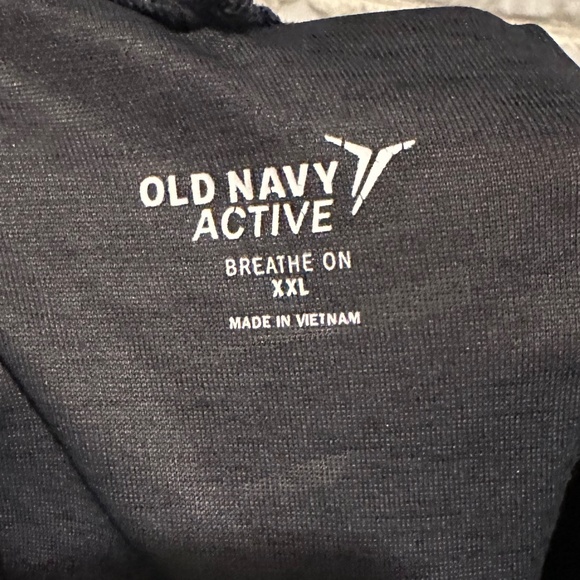 OLD NAVY
ACTIVE
BREATHE ON
XXL
MADE IN VIETNAM